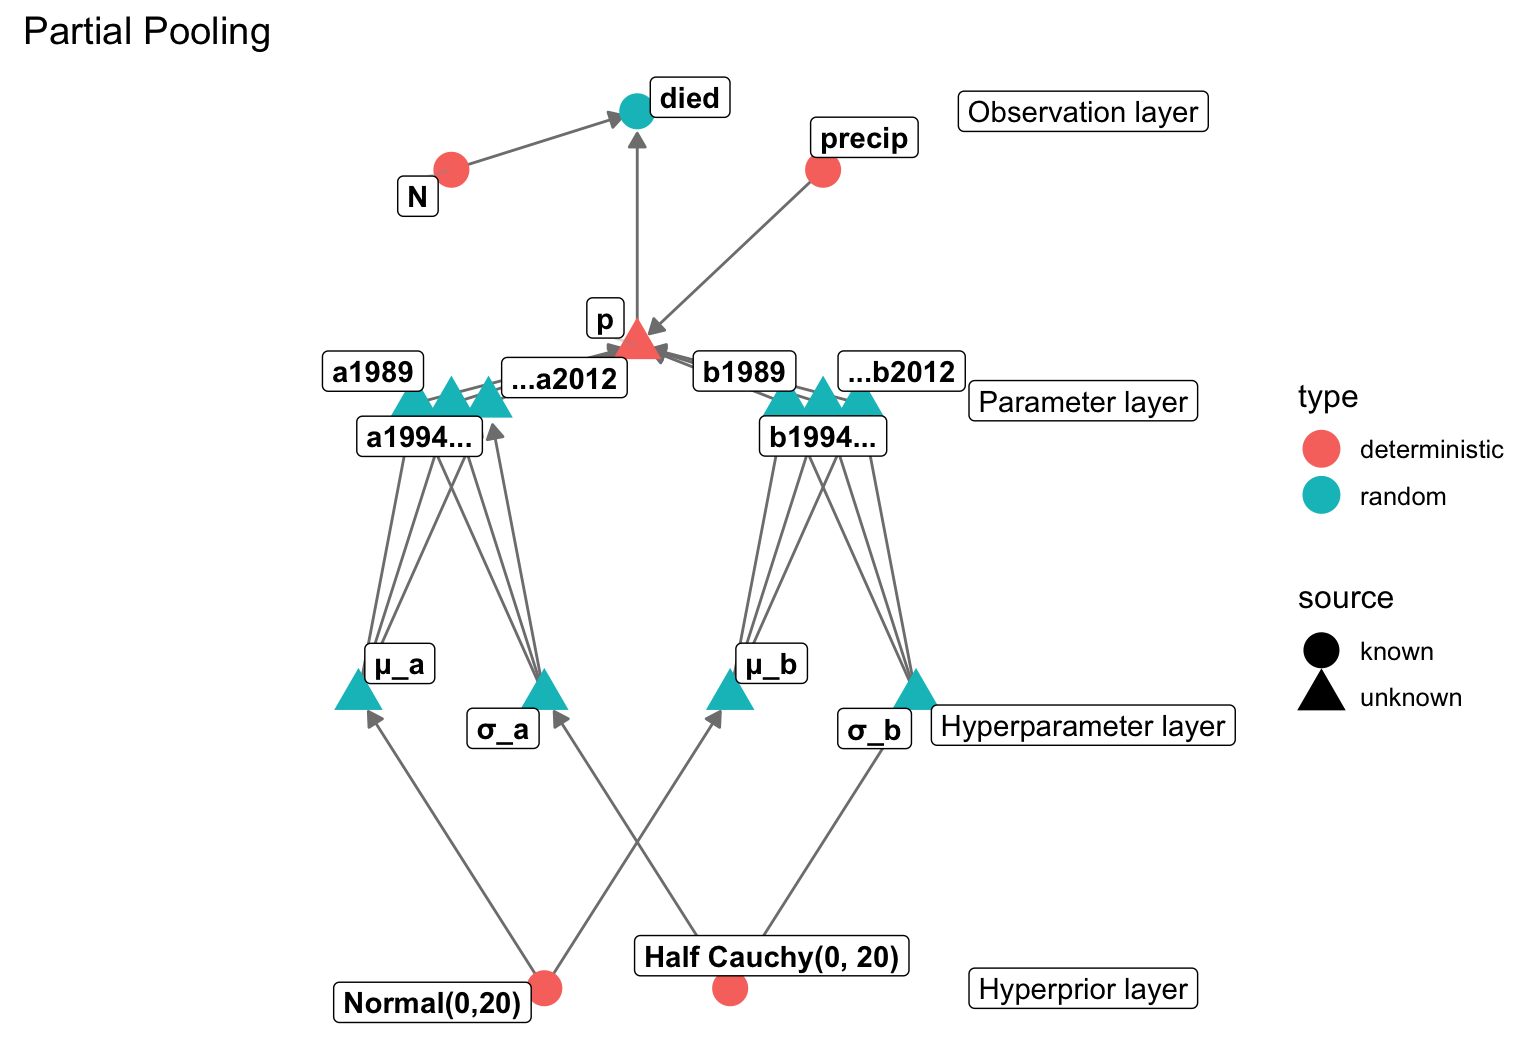 Partial Pooling
died
Observation layer
precip
N
p
a1989
...a2012
b1989
...b2012
Parameter layer
a1994...
b1994...
μ_a
μ_b
σ_a
σ_b
Hyperparameter layer
Half Cauchy(0, 20)
Normal(0,20)
Hyperprior layer
type
deterministic
random
source
known
unknown